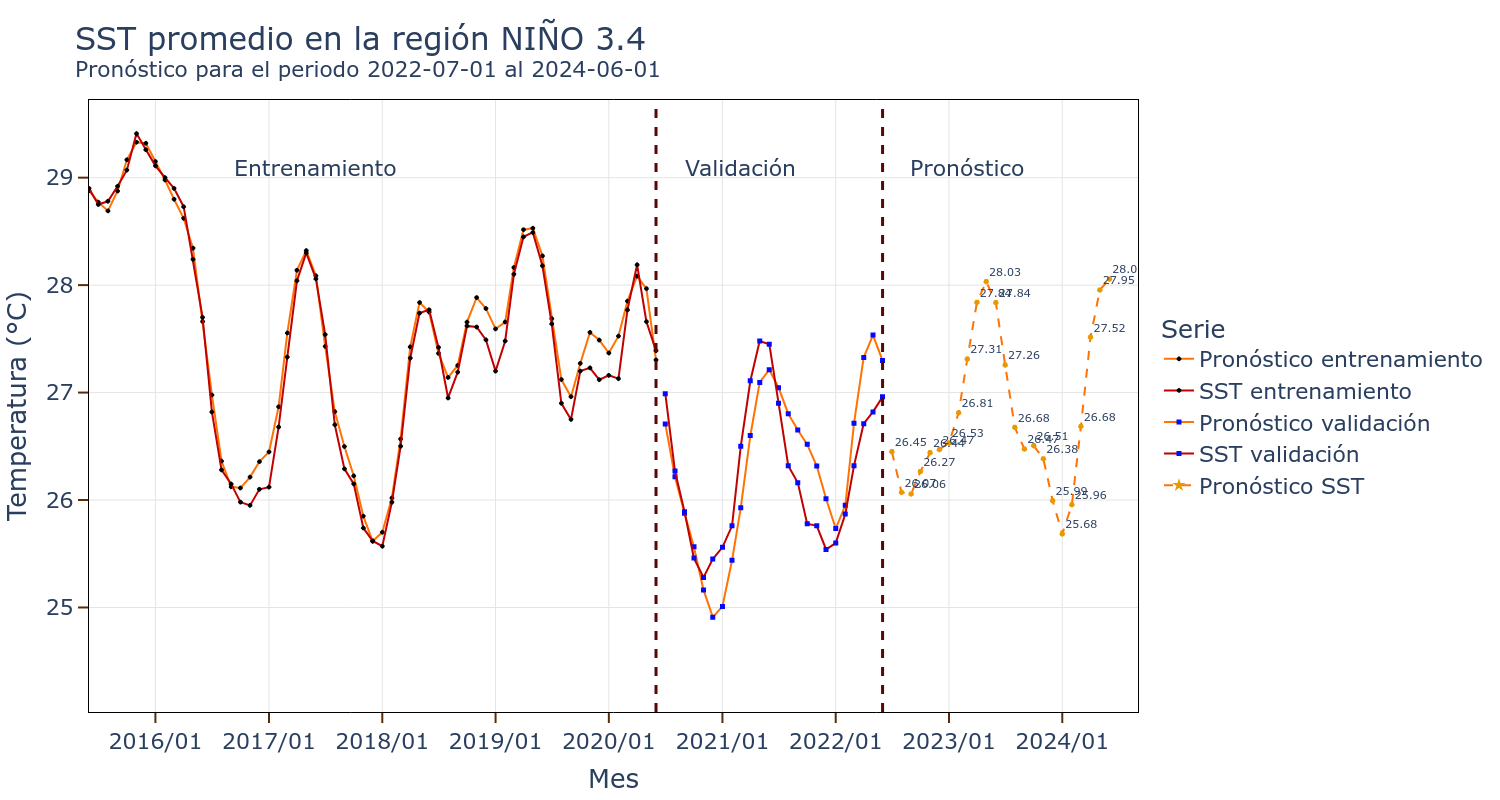 SST promedio en la región NIÑO 3.4
Pronóstico para el periodo 2022-07-01 al 2024-06-01
Entrenamiento
Validación
Pronóstico
Temperatura (°C)
29
28
27
26
25
26.45
26.07
26.06
26.27
26.44
26.47
26.53
26.81
27.31
27.84
28.03
27.84
27.26
26.68
26.47
26.51
26.38
25.99
25.68
25.96
26.68
27.52
27.95
28.0
2016/01
2017/01
2018/01
2019/01
2020/01
2021/01
2022/01
2023/01
2024/01
Mes
Serie
Pronóstico entrenamiento
SST entrenamiento
Pronóstico validación
SST validación
Pronóstico SST